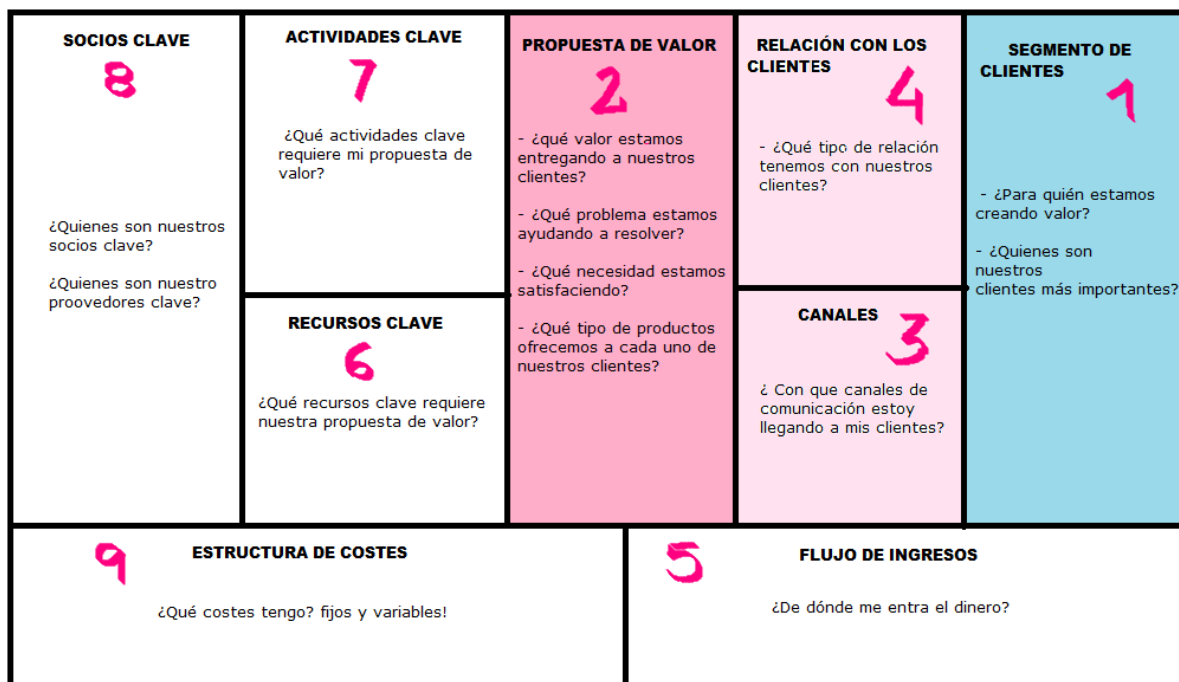 SOCIOS CLAVE
8
¿Quienes son nuestros
socios clave?
¿Quienes son nuestro
proovedores clave?
ACTIVIDADES CLAVE
7
¿Qué actividades clave
requiere mi propuesta de
valor?
RECURSOS CLAVE
6
¿Qué recursos clave requiere
nuestra propuesta de valor?
PROPUESTA DE VALOR
2
- ¿qué valor estamos
entregando a nuestros
clientes?
- ¿Qué problema estamos
ayudando a resolver?
- ¿Qué necesidad estamos
satisfaciendo?
- ¿Qué tipo de productos
ofrecemos a cada uno de
nuestros clientes?
RELACIÓN CON LOS
CLIENTES
4
- ¿Qué tipo de relación
tenemos con nuestros
clientes?
CANALES
3
¿ Con que canales de
comunicación estoy
llegando a mis clientes?
SEGMENTO DE
CLIENTES
1
- ¿Para quién estamos
creando valor?
- ¿Quienes son
nuestros
clientes más importantes?
9
ESTRUCTURA DE COSTES
¿Qué costes tengo? fijos y variables!
5
FLUJO DE INGRESOS
¿De dónde me entra el dinero?